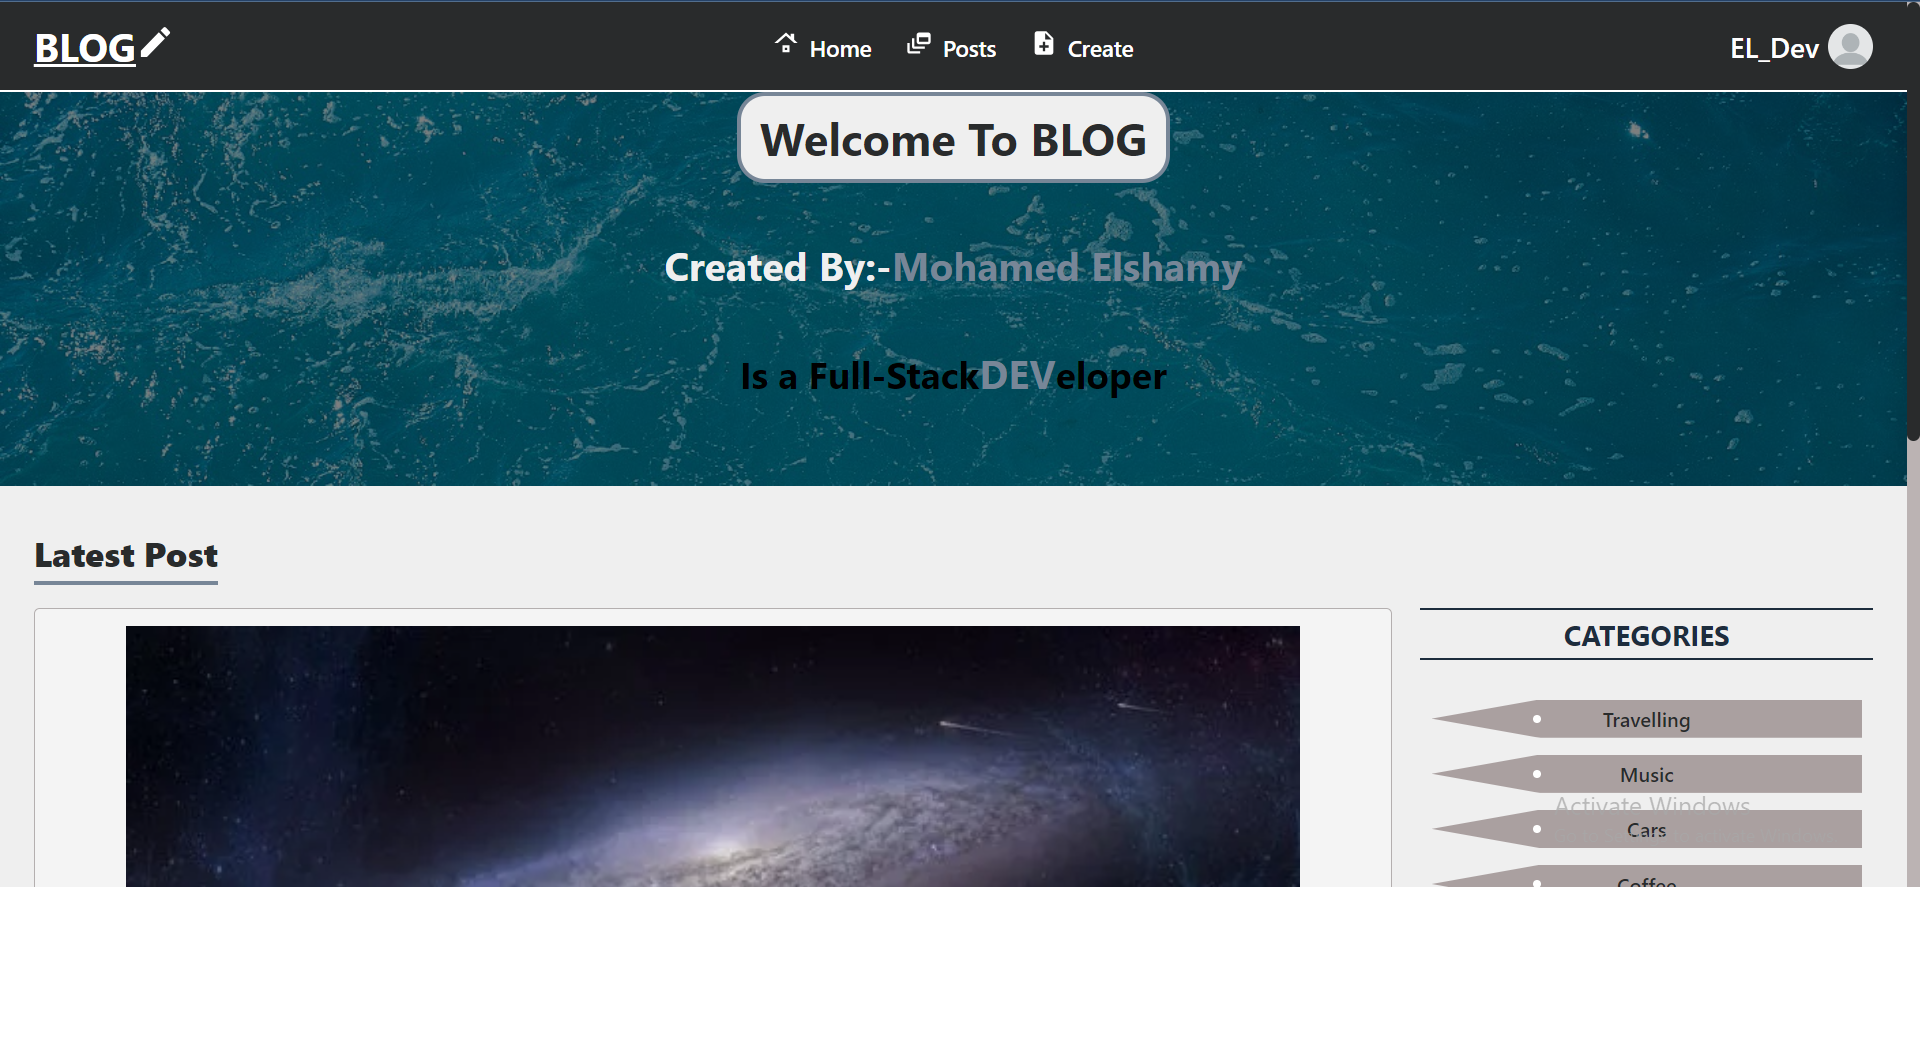 BLOG
Home
Posts
Create
EL_Dev
Welcome To BLOG
Created By:-Mohamed Elshamy
Is a Full-StackDEVeloper
Latest Post
CATEGORIES
Travelling
Music
Activate Windows
Cars
Coffee